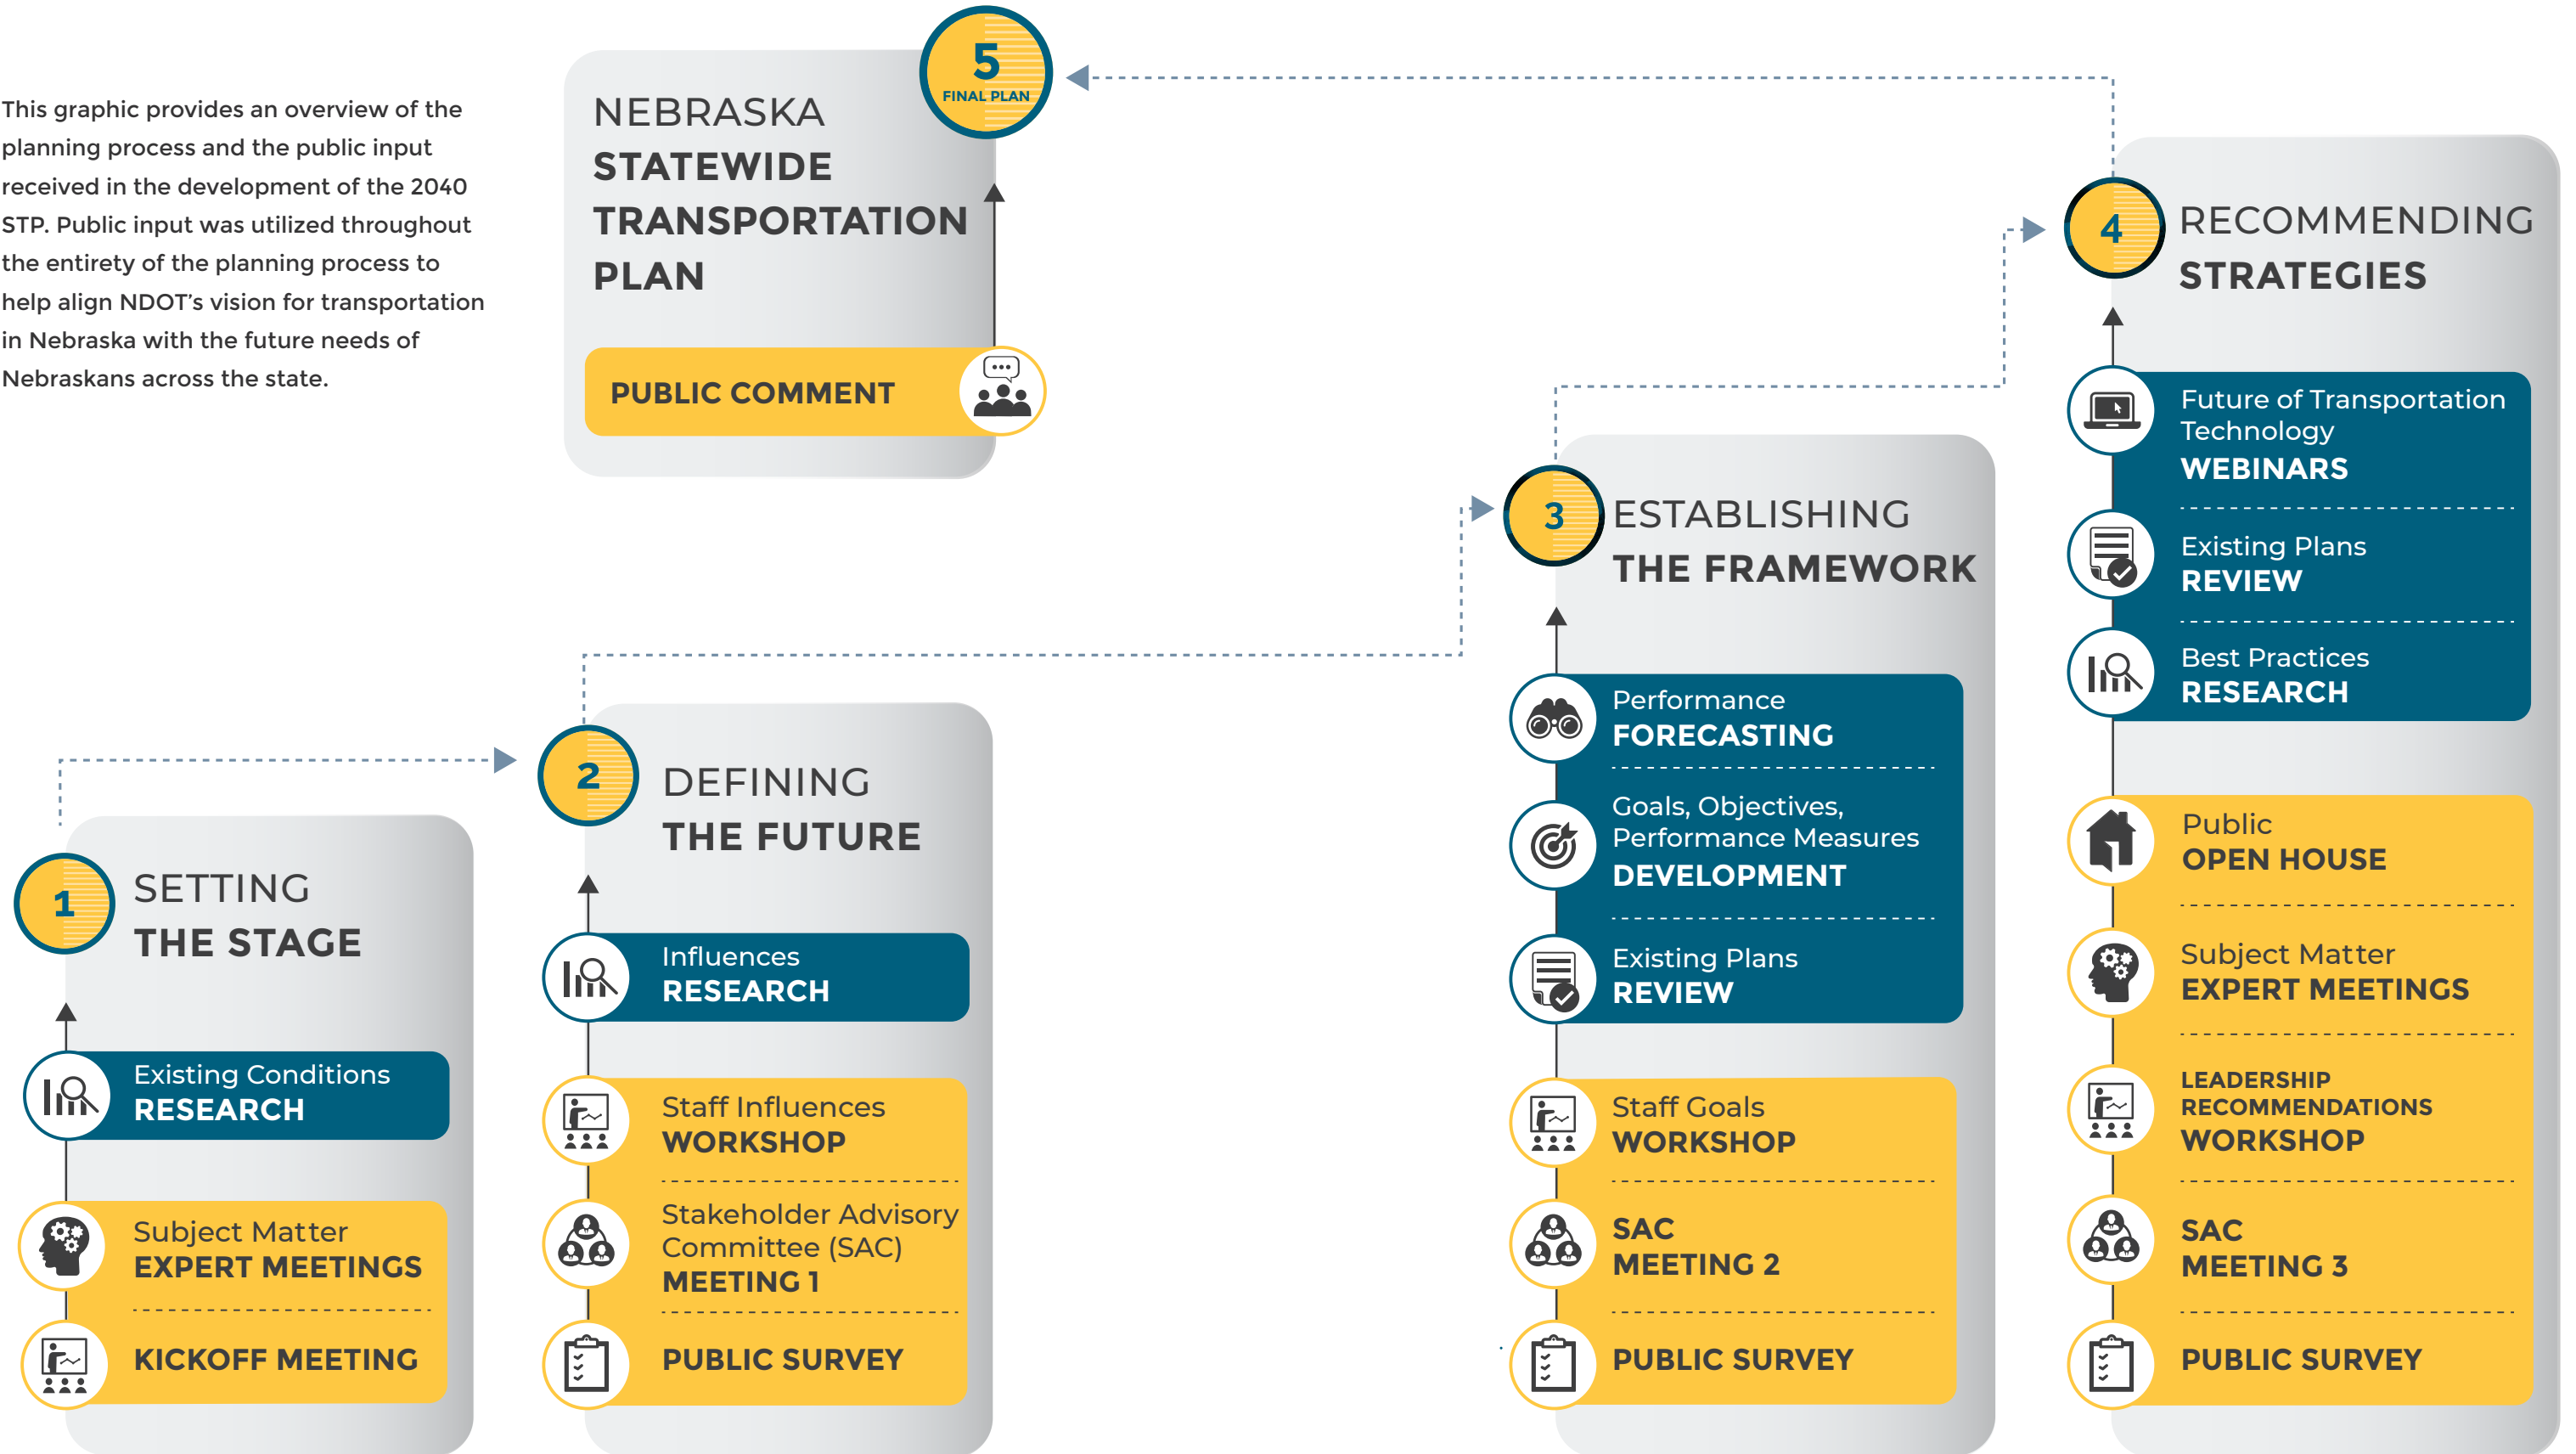 This graphic provides an overview of the
planning process and the public input
received in the development of the 2040
STP. Public input was utilized throughout
the entirety of the planning process to
help align NDOT’s vision for transportation
in Nebraska with the future needs of
Nebraskans across the state.
1
SETTING
THE STAGE
Existing Conditions
RESEARCH
Subject Matter
EXPERT MEETINGS
KICKOFF MEETING
2
DEFINING
THE FUTURE
Influences
RESEARCH
Staff Influences
WORKSHOP
Stakeholder Advisory
Committee (SAC)
MEETING 1
PUBLIC SURVEY
3
ESTABLISHING
THE FRAMEWORK
Performance
FORECASTING
Goals, Objectives,
Performance Measures
DEVELOPMENT
Existing Plans
REVIEW
Staff Goals
WORKSHOP
SAC
MEETING 2
PUBLIC SURVEY
4
RECOMMENDING
STRATEGIES
Future of Transportation
Technology
WEBINARS
Existing Plans
REVIEW
Best Practices
RESEARCH
Public
OPEN HOUSE
Subject Matter
EXPERT MEETINGS
LEADERSHIP
RECOMMENDATIONS
WORKSHOP
SAC
MEETING 3
PUBLIC SURVEY
5
FINAL PLAN
NEBRASKA
STATEWIDE
TRANSPORTATION
PLAN
PUBLIC COMMENT